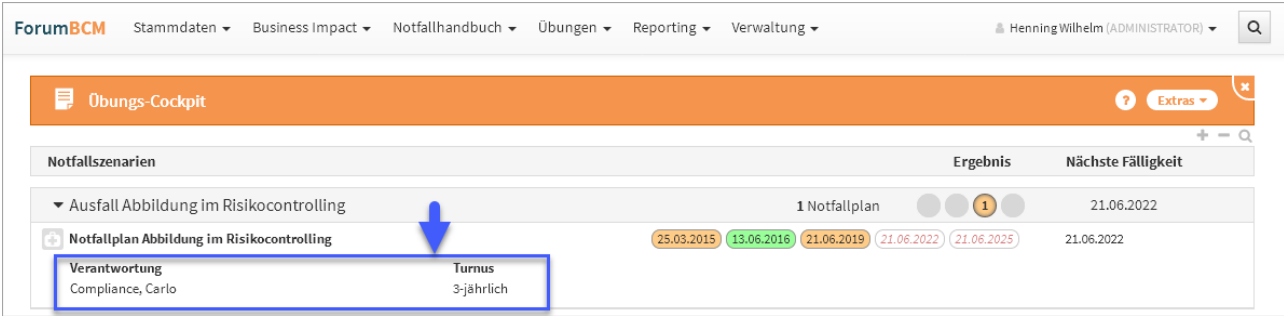 ForumBCM Stammdaten Business Impact Notfallhandbuch Übungen Reporting Verwaltung Henning Wilhelm (ADMINISTRATOR)
Übungs-Cockpit ? Extras
Notfallszenarien Ergebnis Nächste Fälligkeit
Ausfall Abbildung im Risikocontrolling 1 Notfallplan 1 21.06.2022
Notfallplan Abbildung im Risikocontrolling 25.03.2015 13.06.2016 21.06.2019 21.06.2022 21.06.2025 21.06.2022
Verantwortung Turnus
Compliance, Carlo 3-jährlich